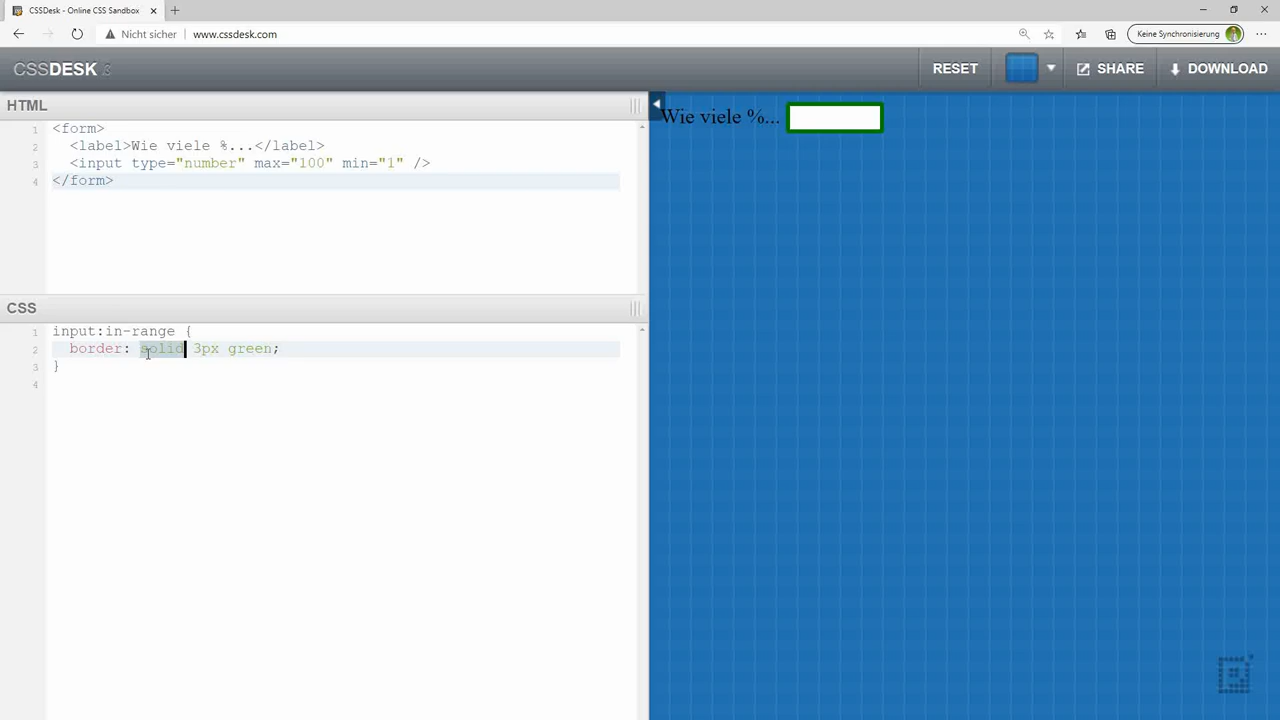 CSSDesk - Online CSS Sandbox
Nicht sicher www.cssdesk.com Keine Synchronisierung
CSSDESK 3 RESET SHARE DOWNLOAD
HTML
1 <form>
2 <label>Wie viele %...</label>
3 <input type="number" max="100" min="1" />
4 </form>
CSS
1 input:in-range {
2 border: solid 3px green;
3 }
4
Wie viele %...